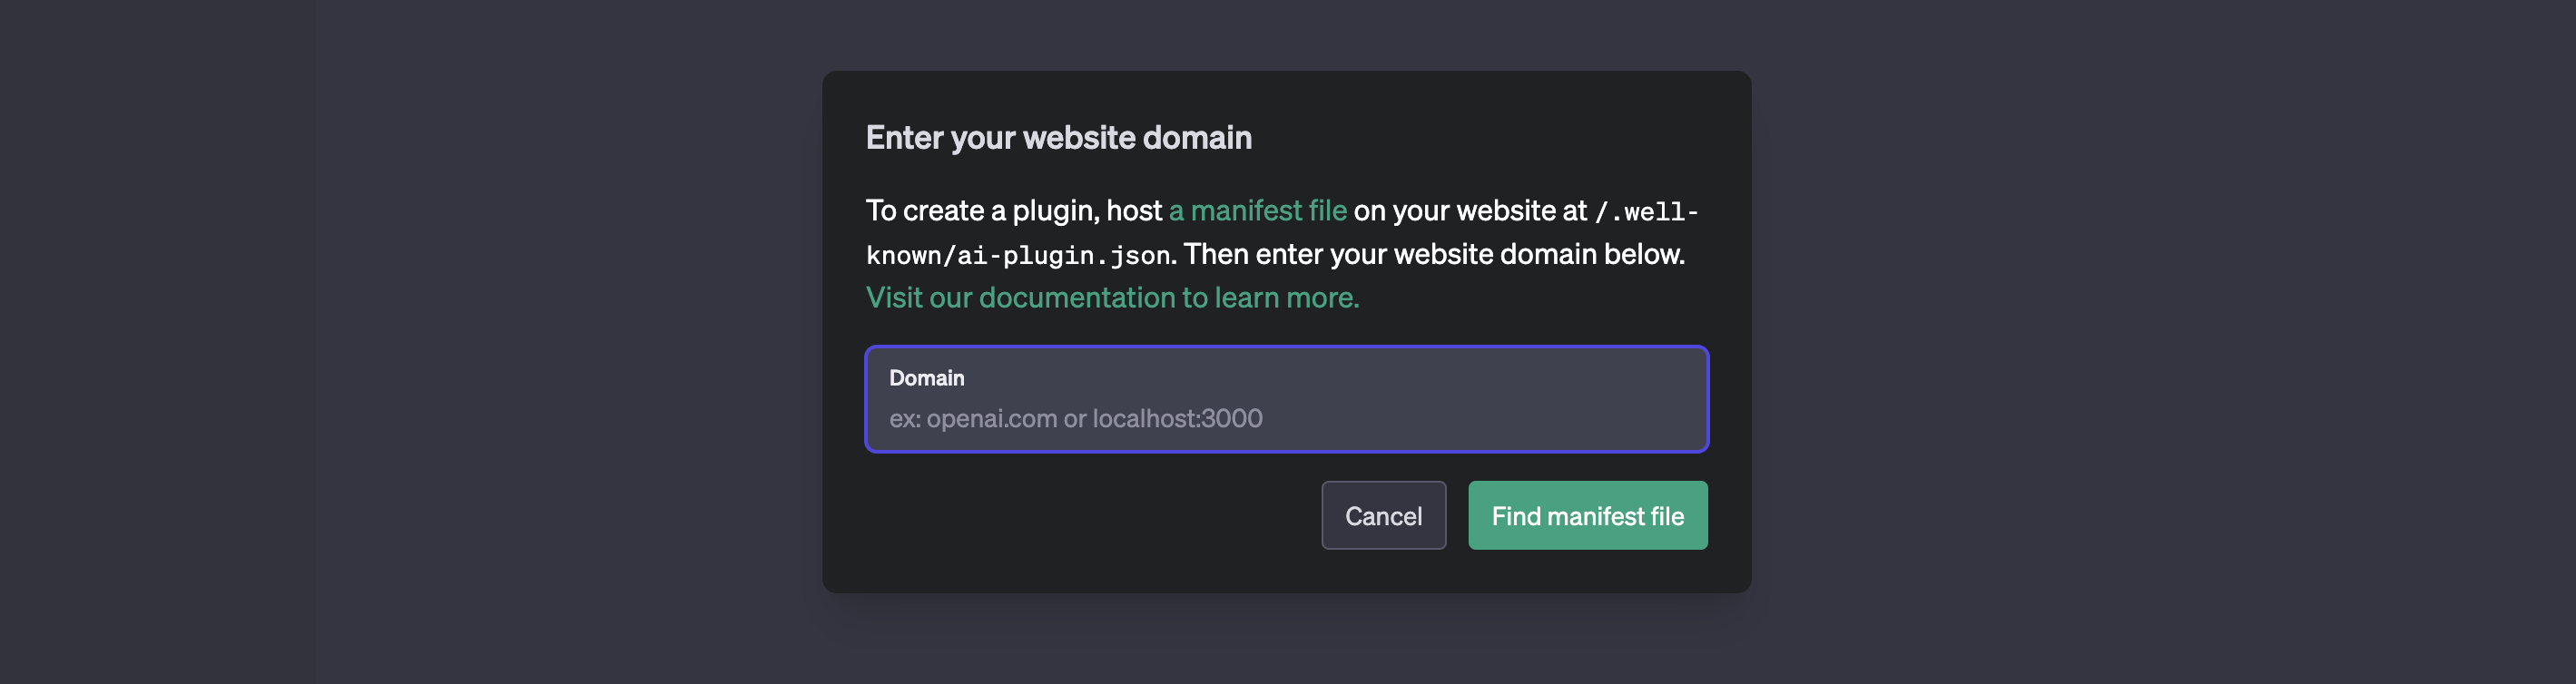 Enter your website domain
To create a plugin, host a manifest file on your website at /.well-
known/ai-plugin.json. Then enter your website domain below.
Visit our documentation to learn more.
Domain
ex: openai.com or localhost:3000
Cancel
Find manifest file